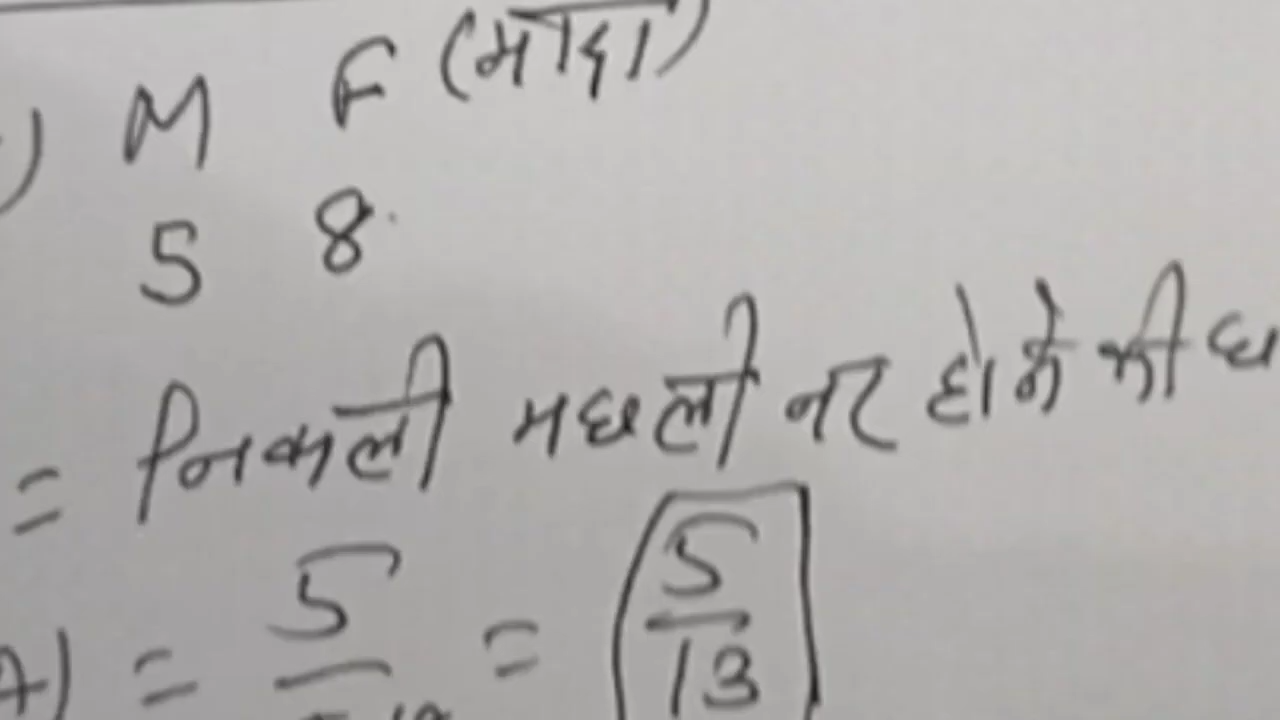 ) M F (मादा)
5 8
= निकली मछली नर होने की घ
A) = 5 = 5/13